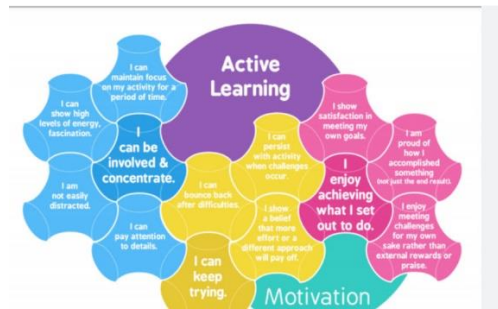 Active
Learning
I can
maintain focus
on my activity for a
period of time.
I can
show high
levels of energy,
fascination.
I
can be
involved &
concentrate.
I am
not easily
distracted.
I can
pay attention
to details.
I can
persist
with activity
when challenges
occur.
I can
bounce back
after difficulties.
I show
a belief
that more
effort or a
different approach
will pay off.
I can
keep
trying.
I show
satisfaction in
meeting my
own goals.
I am
proud of
how I
accomplished
something
(not just the end result).
I
enjoy
achieving
what I set
out to do.
I enjoy
meeting
challenges
for my own
sake rather than
external rewards or
praise.
Motivation